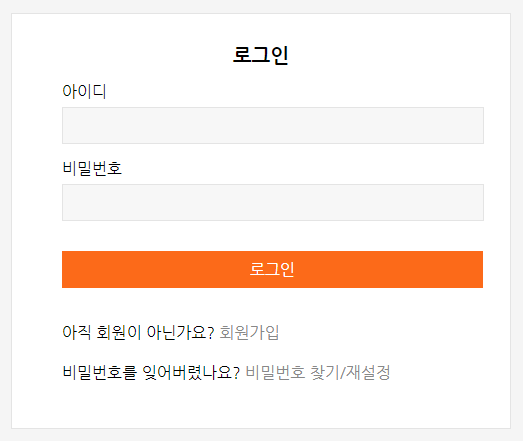 로그인
아이디
비밀번호
로그인
아직 회원이 아닌가요? 회원가입
비밀번호를 잊어버렸나요? 비밀번호 찾기/재설정